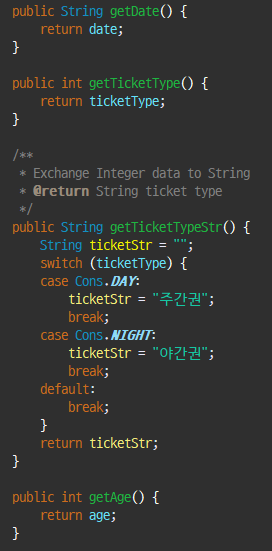 public String getDate() {
    return date;
}

public int getTicketType() {
    return ticketType;
}

/**
 * Exchange Integer data to String
 * @return String ticket type
 */
public String getTicketTypeStr() {
    String ticketStr = "";
    switch (ticketType) {
    case Cons.DAY:
        ticketStr = "주간권";
        break;
    case Cons.NIGHT:
        ticketStr = "야간권";
        break;
    default:
        break;
    }
    return ticketStr;
}

public int getAge() {
    return age;
}